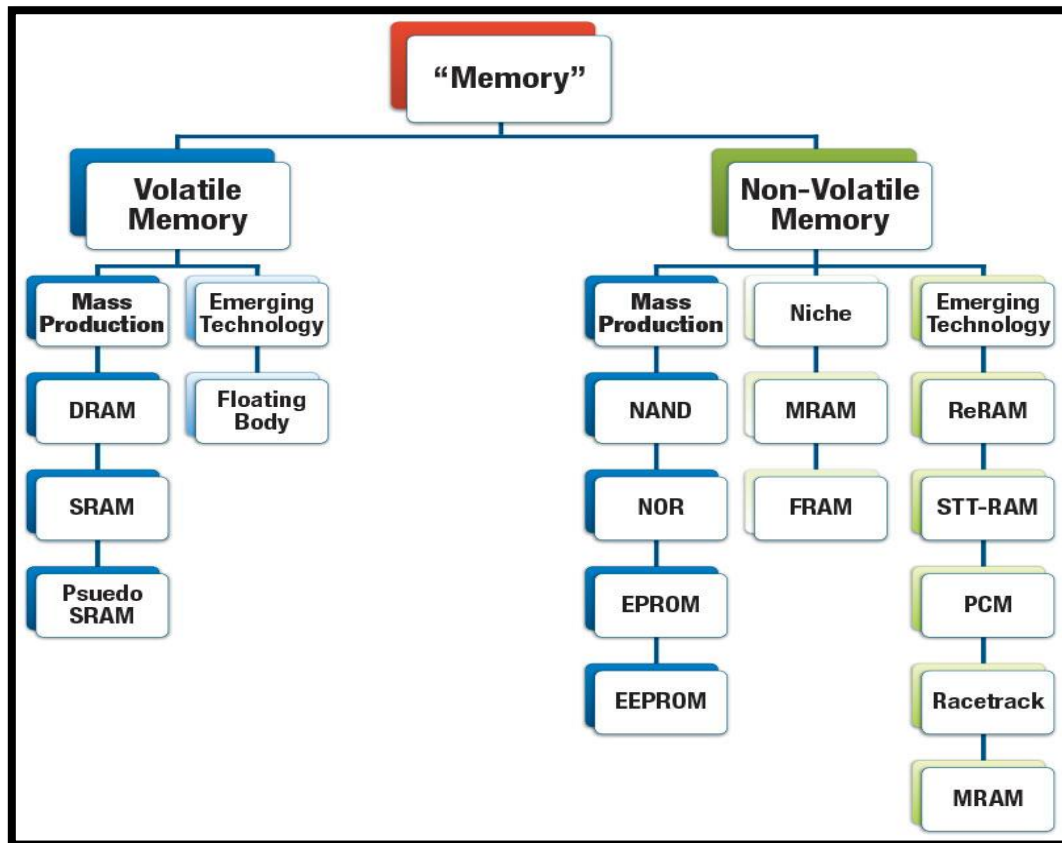 “Memory”
Volatile
Memory
Non-Volatile
Memory
Mass
Production
Emerging
Technology
Mass
Production
Niche
Emerging
Technology
DRAM
Floating
Body
NAND
MRAM
ReRAM
SRAM
NOR
FRAM
STT-RAM
Psuedo
SRAM
EPROM
PCM
EEPROM
Racetrack
MRAM